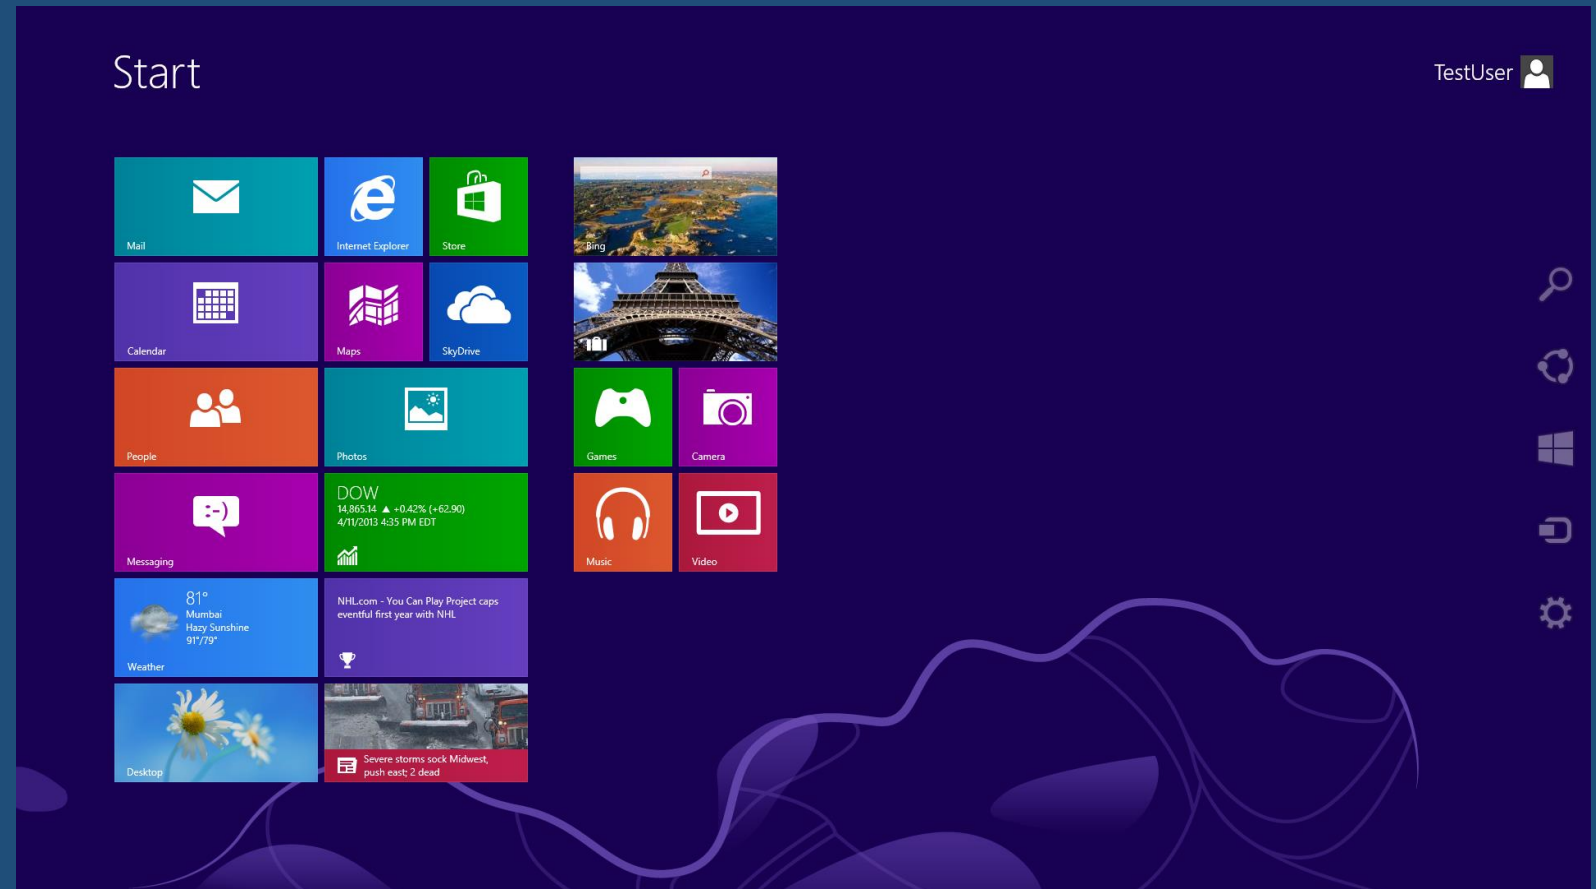 Start
TestUser
Mail
Internet Explorer
Store
Calendar
Maps
SkyDrive
People
Photos
Messaging
DOW
14,865.14 ▲ +0.42% (+62.90)
4/11/2013 4:35 PM EDT
81°
Mumbai
Hazy Sunshine
91°/79°
Weather
NHL.com - You Can Play Project caps
eventful first year with NHL
Desktop
Severe storms sock Midwest,
push east; 2 dead
Bing
Games
Camera
Music
Video